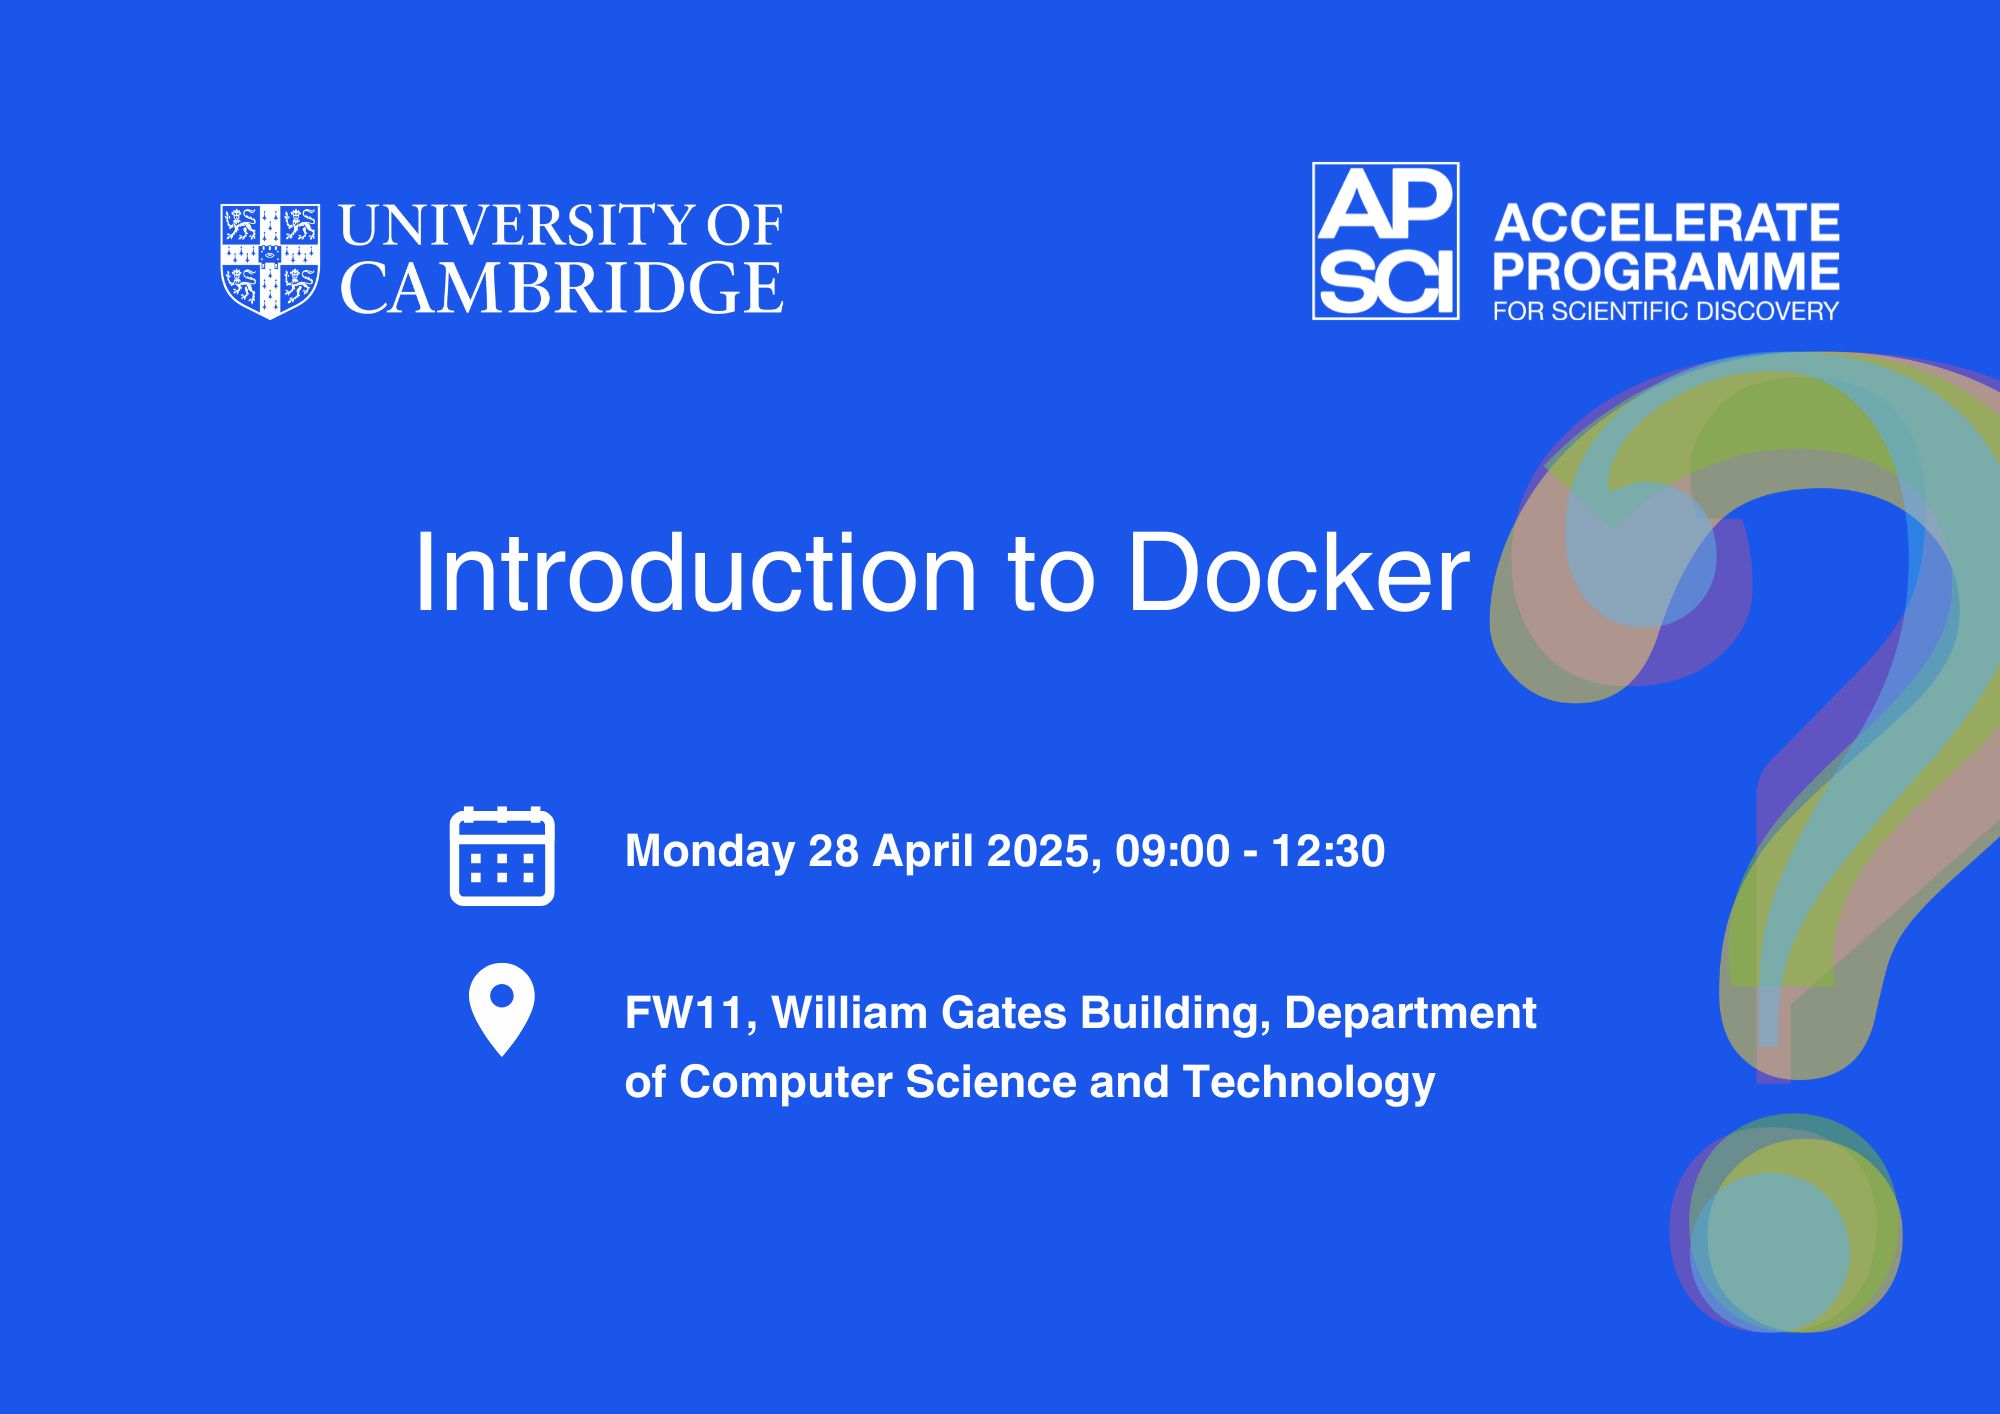 UNIVERSITY OF
CAMBRIDGE
AP
SCI
ACCELERATE
PROGRAMME
FOR SCIENTIFIC DISCOVERY
Introduction to Docker
Monday 28 April 2025, 09:00 - 12:30
FW11, William Gates Building, Department
of Computer Science and Technology
?